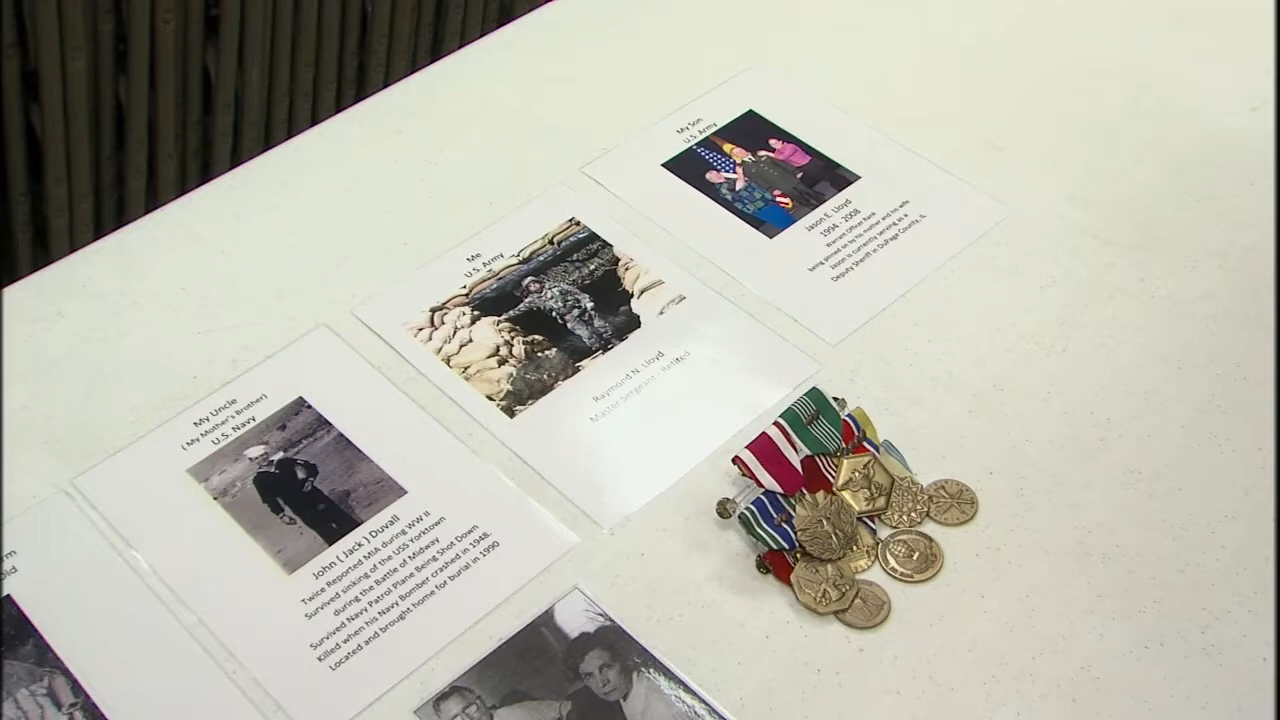 My Son
U.S. Army
Jason E. Lloyd
1994 - 2008
Warrant Officer Rank
being pinned on by his mother and his wife
Jason is currently serving as a
Deputy Sheriff in DuPage County, IL
Me
U.S. Army
Raymond N. Lloyd
Master Sergeant - Retired
My Uncle
( My Mother's Brother)
U.S. Navy
John ( Jack ) Duvall
Twice Reported MIA during WW II
Survived sinking of the USS Yorktown
during the Battle of Midway
Survived Navy Patrol Plane Being Shot Down
Killed when his Navy Bomber crashed in 1948.
Located and brought home for burial in 1990